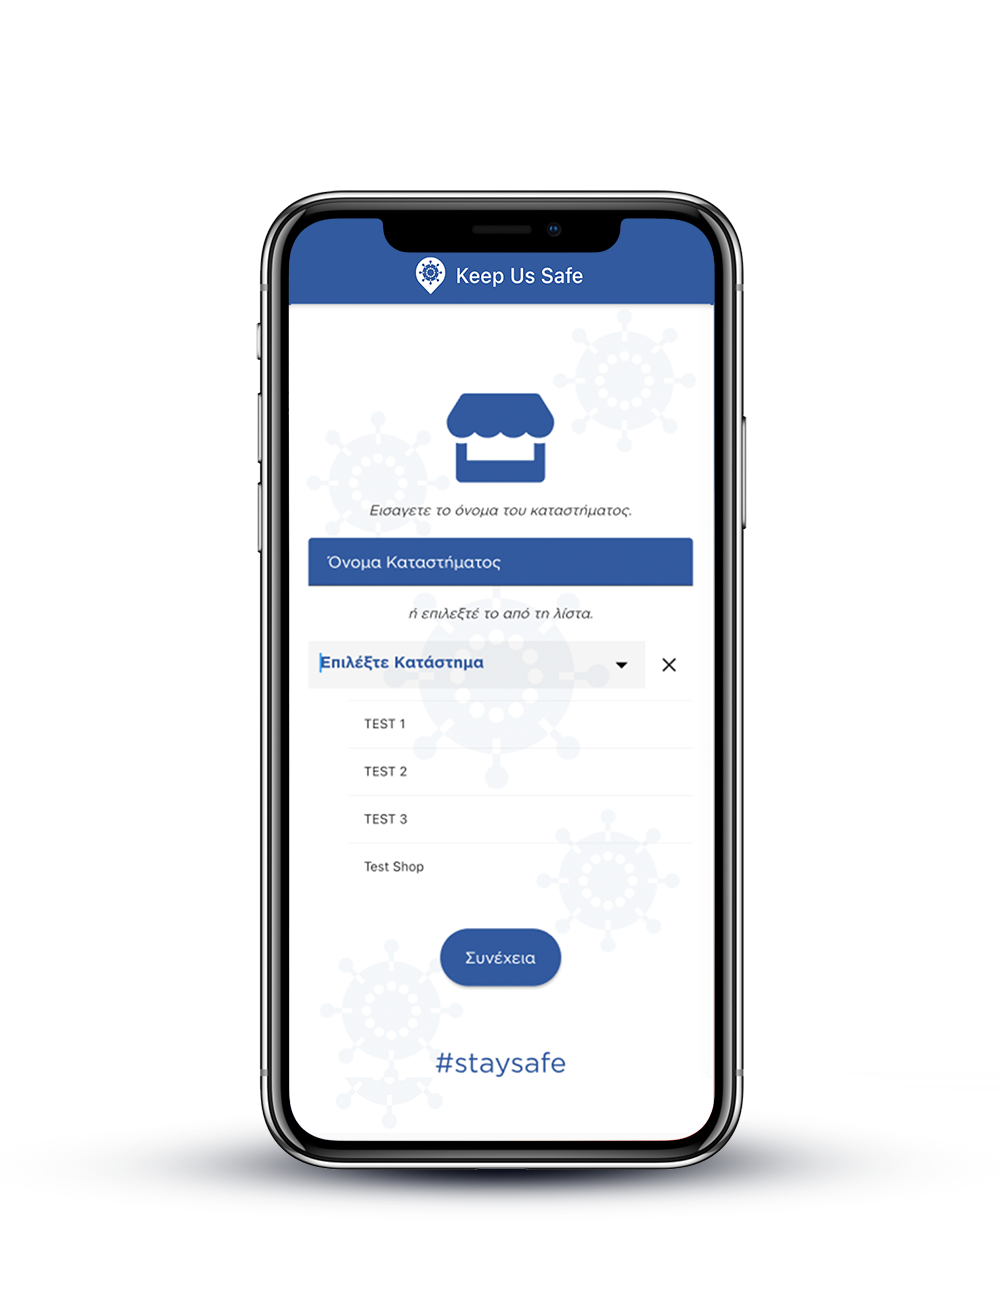 Keep Us Safe
Εισαγετε το όνομα του καταστήματος.
Όνομα Καταστήματος
ή επιλεξτέ το από τη λίστα.
Επιλέξτε Κατάστημα
TEST 1
TEST 2
TEST 3
Test Shop
Συνέχεια
#staysafe